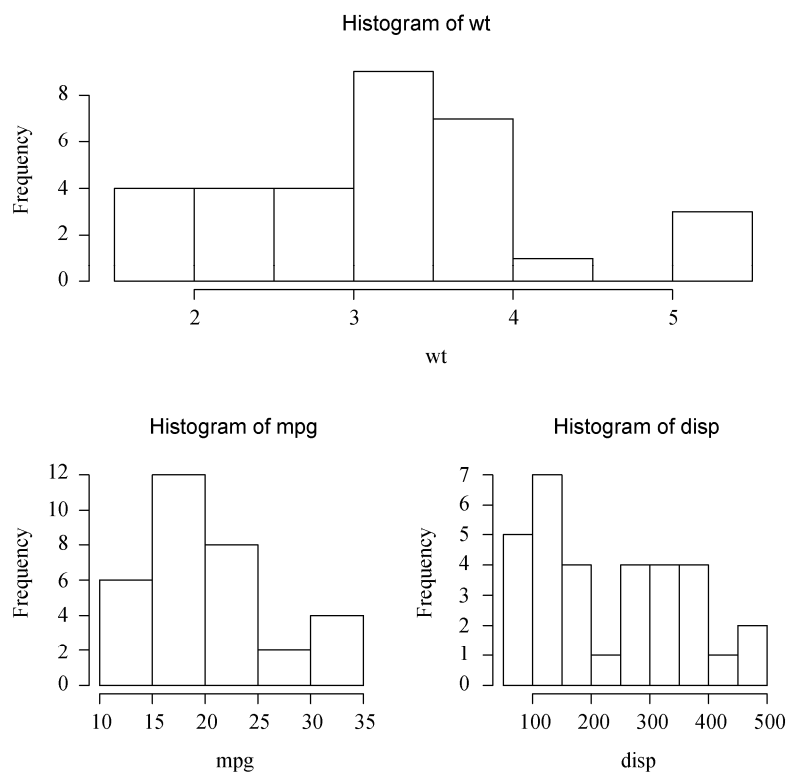 Histogram of wt
Frequency
8
6
4
2
0
2 3 4 5
wt
Histogram of mpg
Frequency
12
10
8
6
4
2
0
10 15 20 25 30 35
mpg
Histogram of disp
Frequency
7
6
5
4
3
2
1
0
100 200 300 400 500
disp